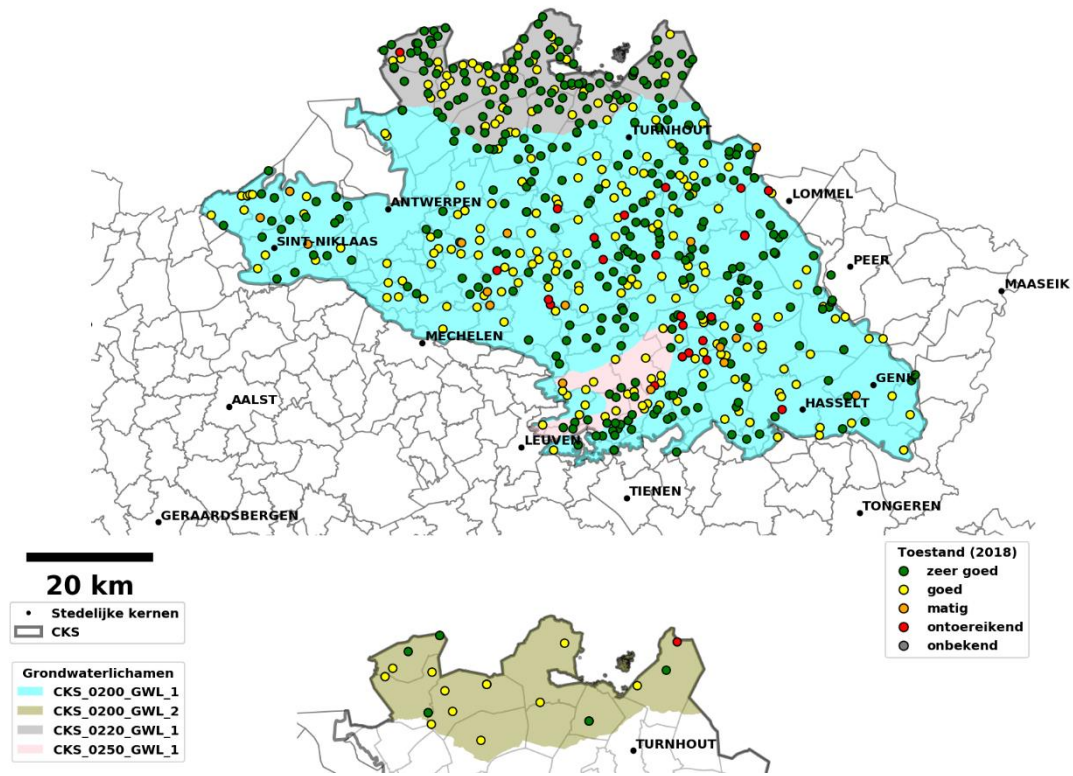 TURNHOUT
LOMMEL
ANTWERPEN
SINT-NIKLAAS
PEER
MAASEIK
MECHELEN
GENK
AALST
HASSELT
LEUVEN
TIENEN
TONGEREN
GERAARDSBERGEN
20 km
Stedelijke kernen
CKS
Grondwaterlichamen
CKS_0200_GWL_1
CKS_0200_GWL_2
CKS_0220_GWL_1
CKS_0250_GWL_1
Toestand (2018)
zeer goed
goed
matig
ontoereikend
onbekend
TURNHOUT